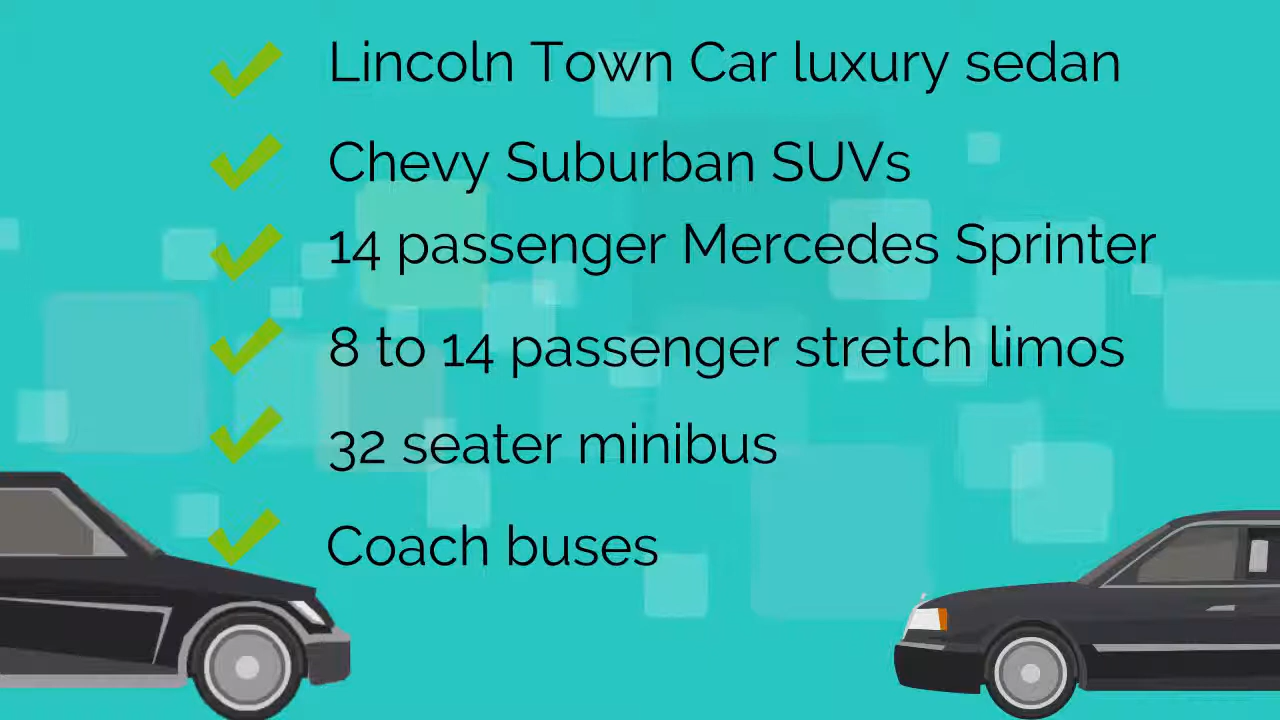 Lincoln Town Car luxury sedan
Chevy Suburban SUVs
14 passenger Mercedes Sprinter
8 to 14 passenger stretch limos
32 seater minibus
Coach buses